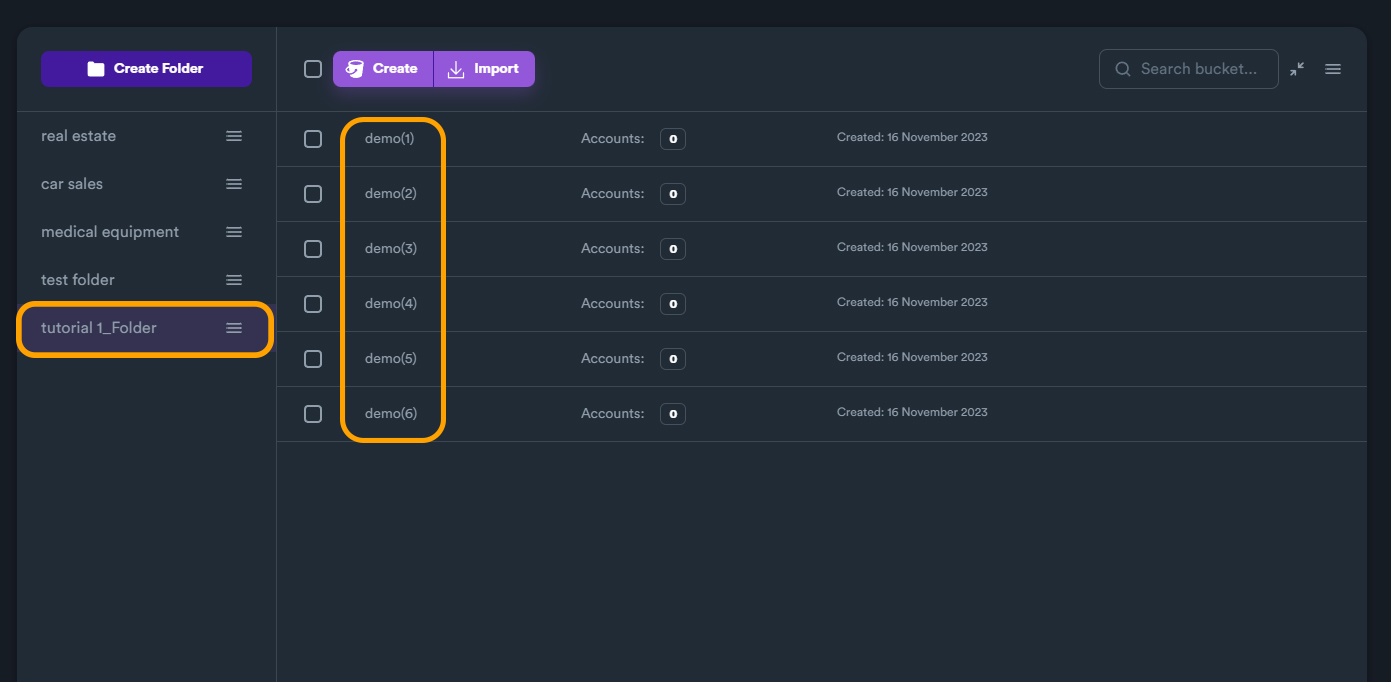 Create Folder
Create
Import
Search bucket...
real estate
car sales
medical equipment
test folder
tutorial 1_Folder
demo(1) Accounts: 0 Created: 16 November 2023
demo(2) Accounts: 0 Created: 16 November 2023
demo(3) Accounts: 0 Created: 16 November 2023
demo(4) Accounts: 0 Created: 16 November 2023
demo(5) Accounts: 0 Created: 16 November 2023
demo(6) Accounts: 0 Created: 16 November 2023